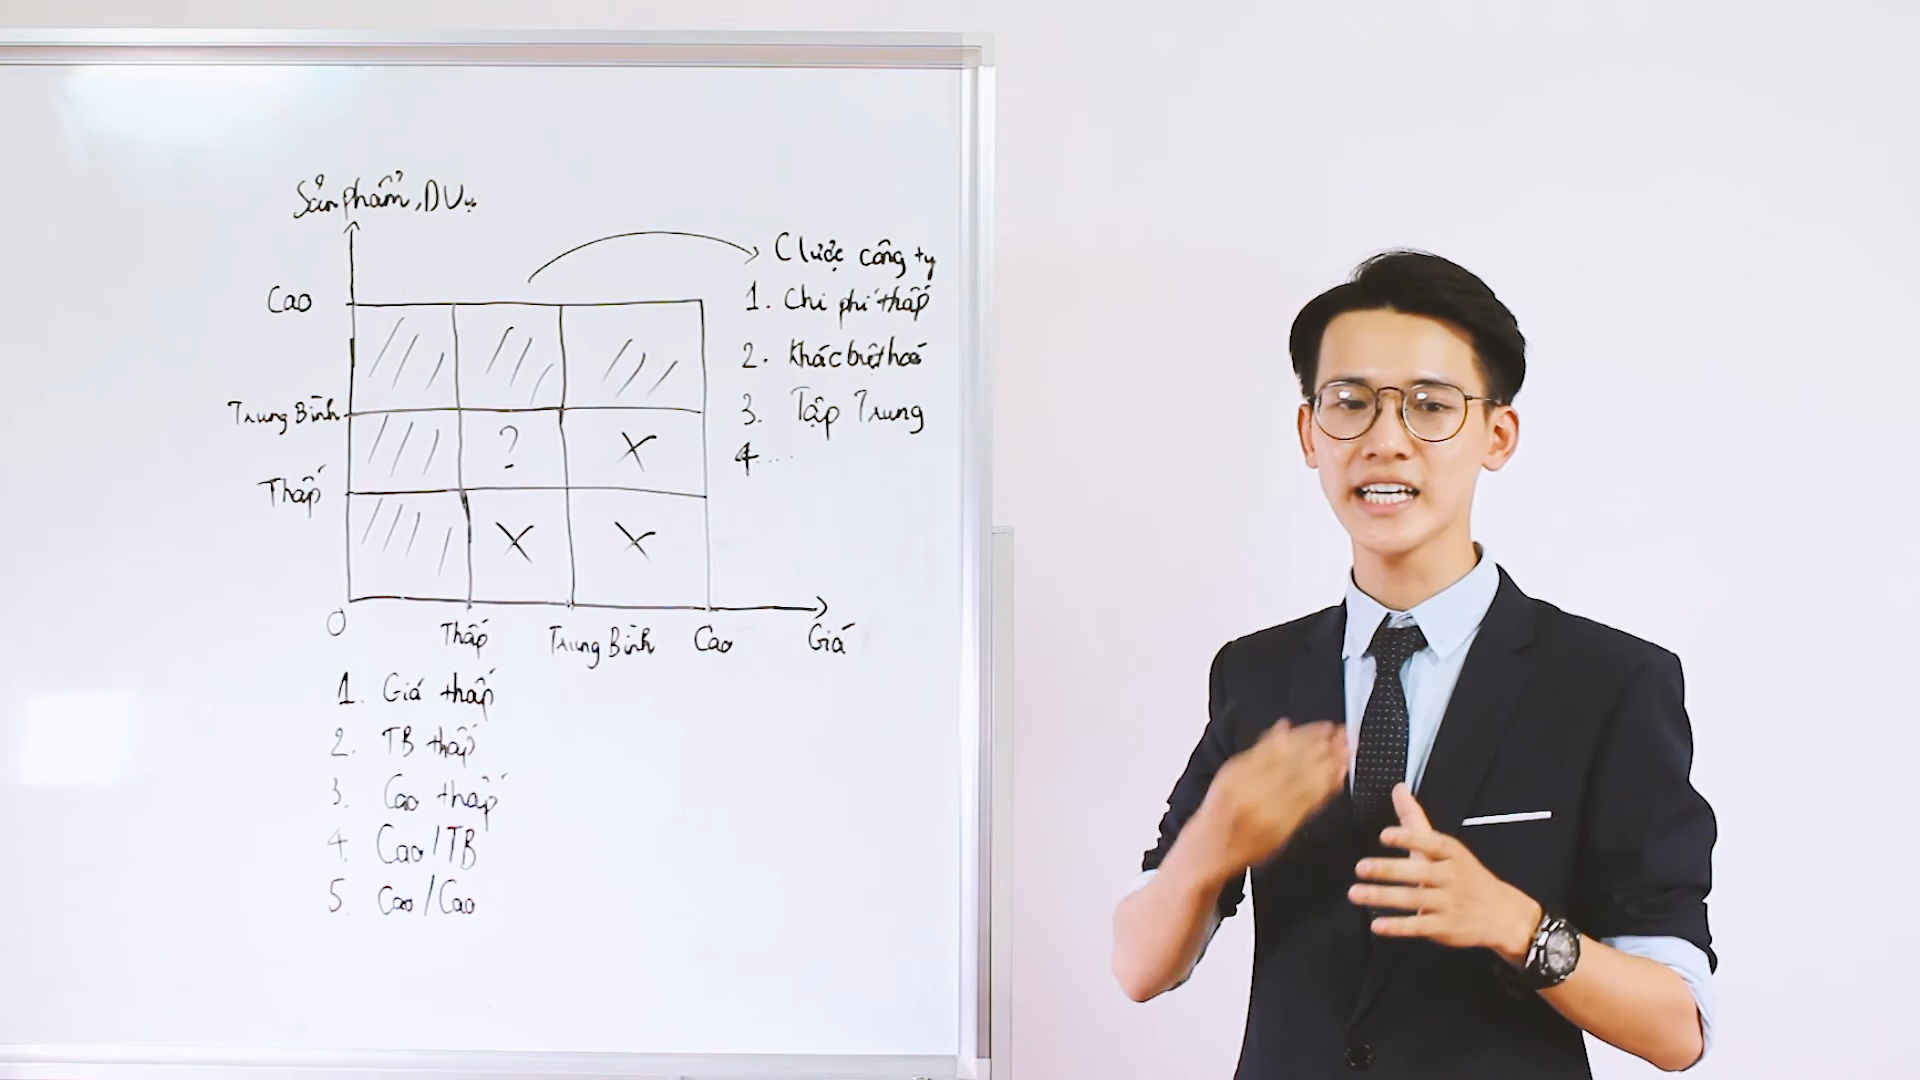 Sản phẩm, DVụ
Cao
Trung Bình
Thấp
?
X
X
X
O
Thấp
Trung Bình
Cao
Giá
C lược công ty
1. Chi phí thấp
2. Khác biệt hoá
3. Tập Trung
4....
1. Giá thấp
2. TB thấp
3. Cao thấp
4. Cao/TB
5. Cao/Cao